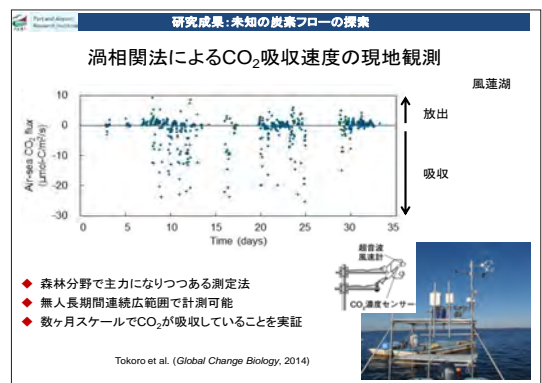 Port and Airport
Research Institute
研究成果：未知の炭素フローの探索
渦相関法によるCO₂吸収速度の現地観測
風蓮湖
Air-sea CO₂ flux
(μmol-C/m²/s)
10
0
-10
-20
-30
0
5
10
15
20
25
30
35
Time (days)
放出
吸収
超音波
風速計
CO₂濃度センサー
◆ 森林分野で主力になりつつある測定法
◆ 無人長期間連続広範囲で計測可能
◆ 数ヶ月スケールでCO₂が吸収していることを実証
Tokoro et al. (Global Change Biology, 2014)